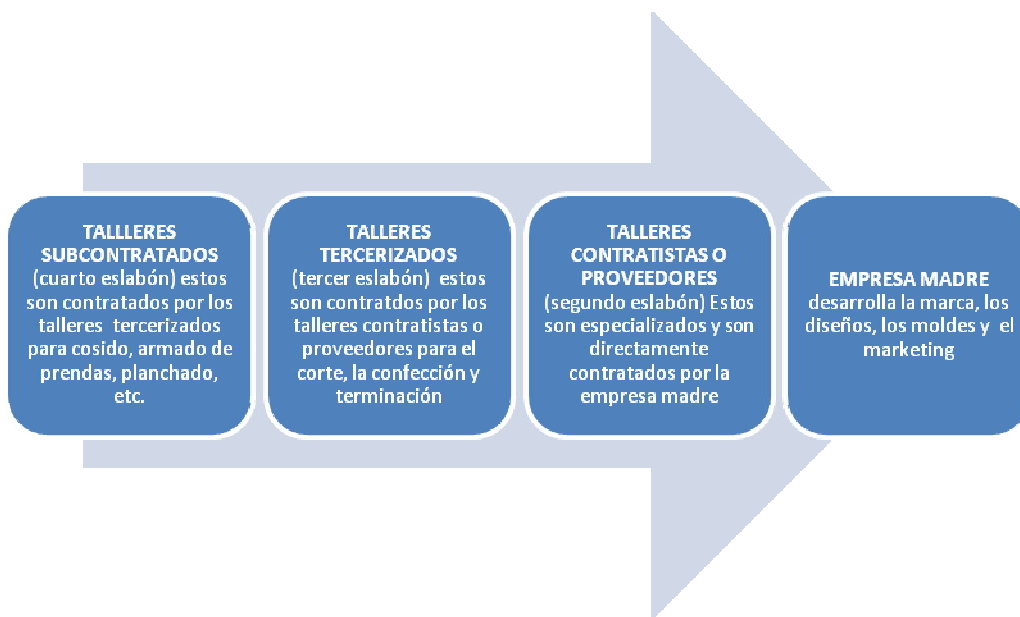 TALLLERES
SUBCONTRATADOS
(cuarto eslabón) estos
son contratados por los
talleres tercerizados
para cosido, armado de
prendas, planchado,
etc.
TALLERES
TERCERIZADOS
(tercer eslabón) estos
son contratdos por los
talleres contratistas o
proveedores para el
corte, la confección y
terminación
TALLERES
CONTRATISTAS O
PROVEEDORES
(segundo eslabón) Estos
son especializados y son
directamente
contratados por la
empresa madre
EMPRESA MADRE
desarrolla la marca, los
diseños, los moldes y el
marketing